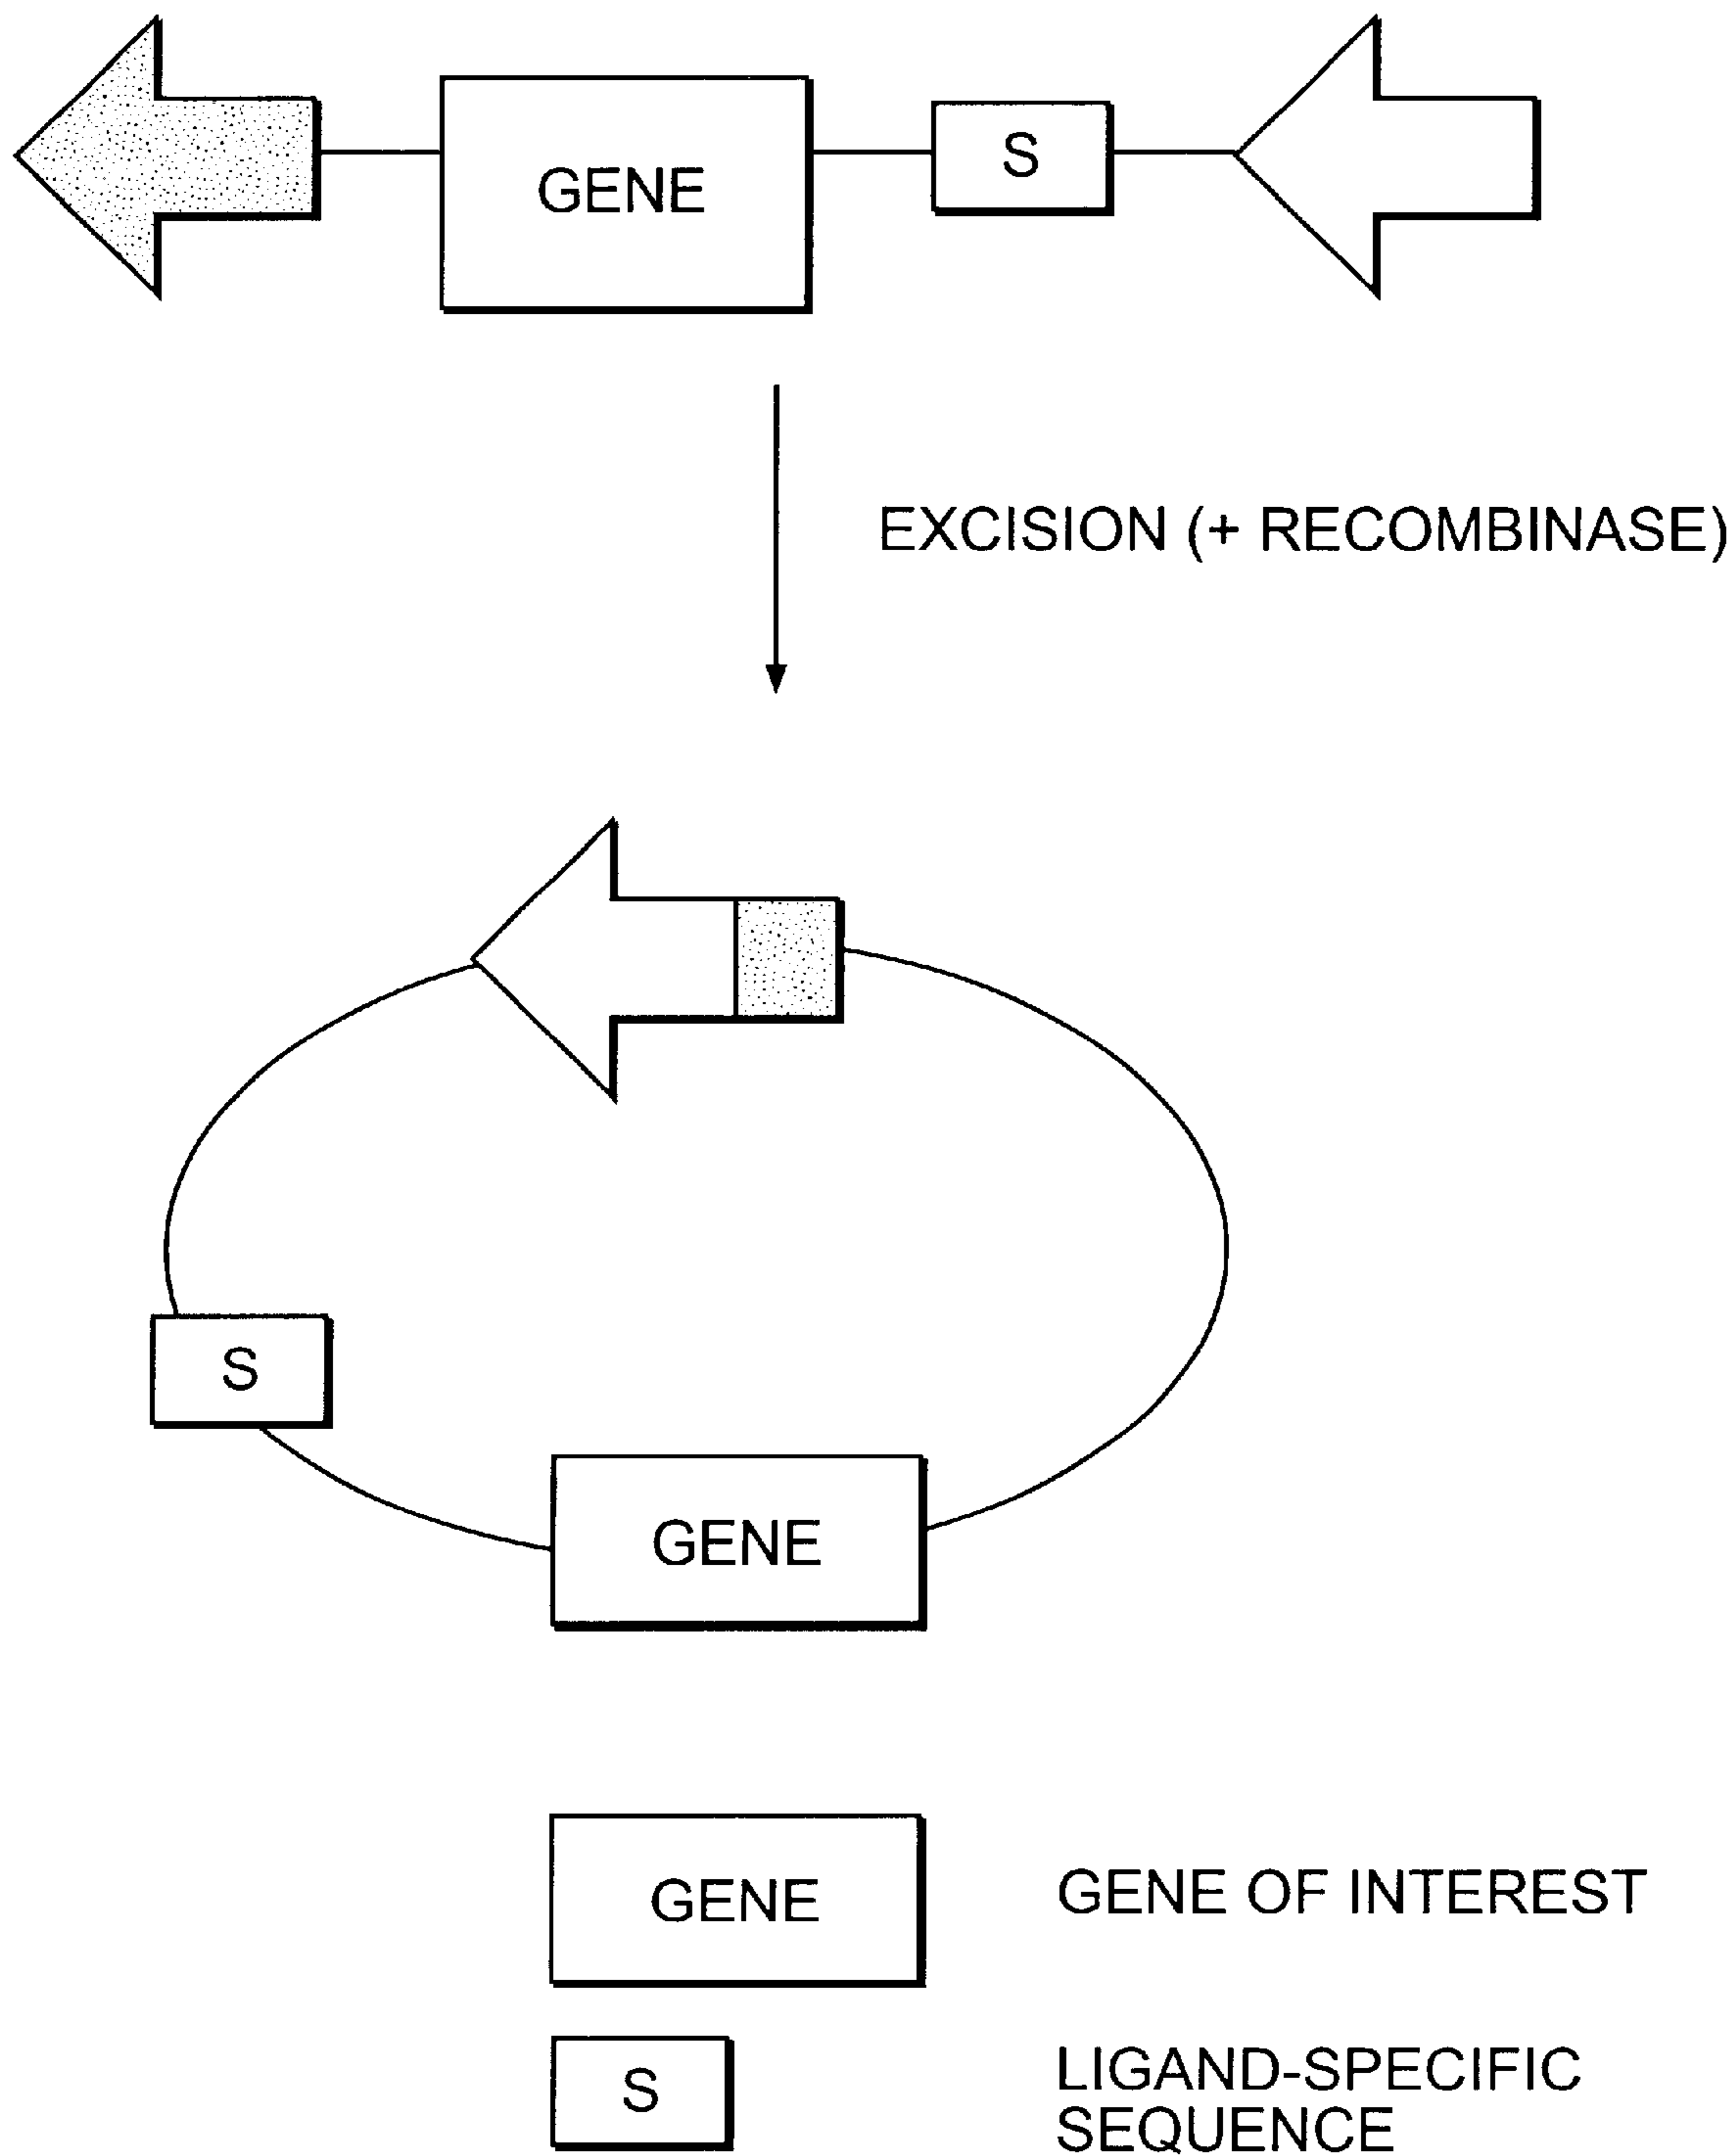 GENE
S
EXCISION (+ RECOMBINASE)
S
GENE
GENE
GENE OF INTEREST
S
LIGAND-SPECIFIC
SEQUENCE